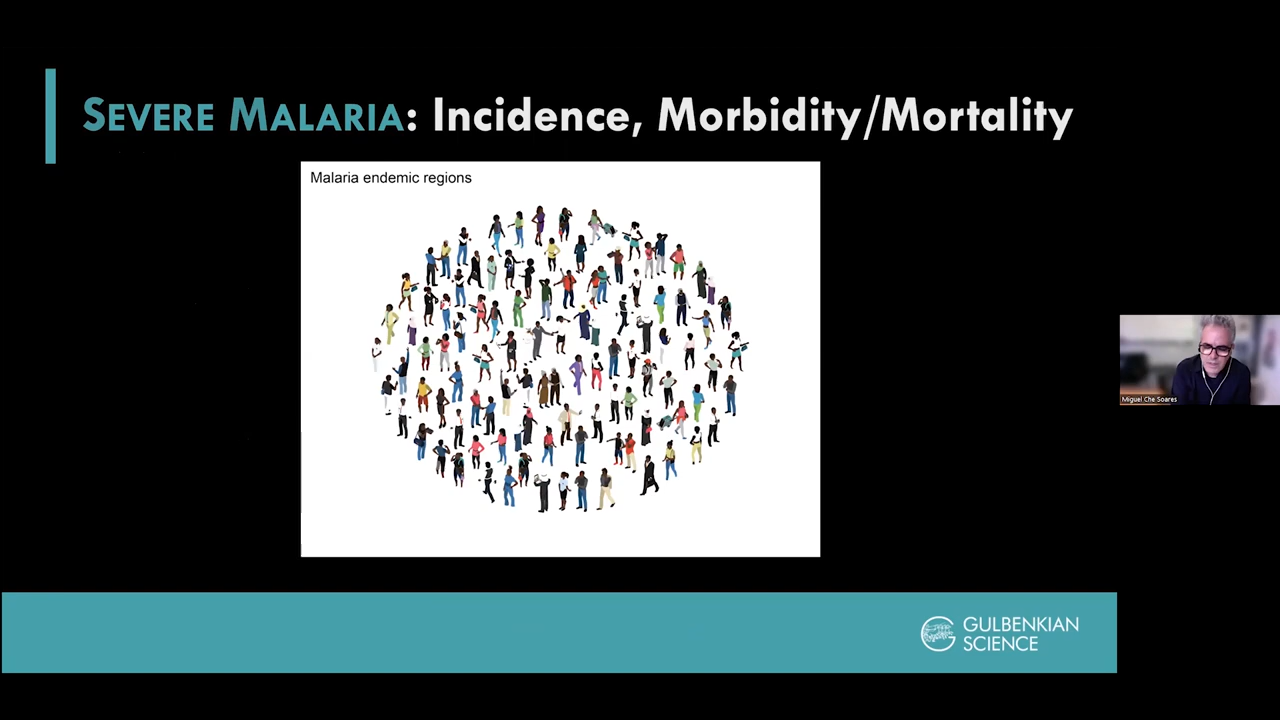 SEVERE MALARIA: Incidence, Morbidity/Mortality
Malaria endemic regions
Miguel Che Soares
GULBENKIAN
SCIENCE